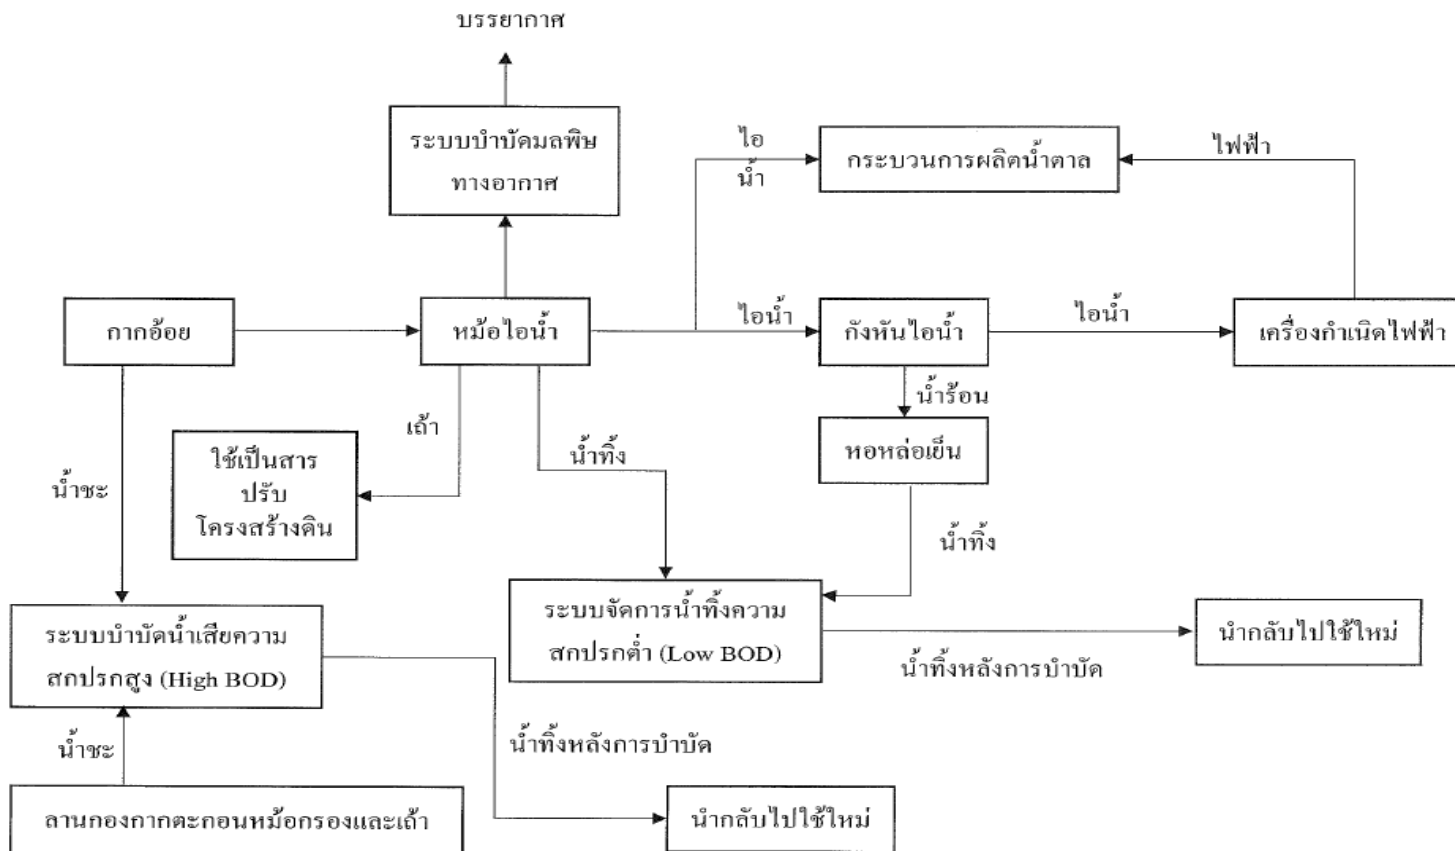 บรรยากาศ
ระบบบำบัดมลพิษ
ทางอากาศ
ไอ
น้ำ
กระบวนการผลิตน้ำตาล
ไฟฟ้า
กากอ้อย
หม้อไอน้ำ
ไอน้ำ
กังหันไอน้ำ
ไอน้ำ
เครื่องกำเนิดไฟฟ้า
น้ำร้อน
เถ้า
น้ำทิ้ง
หอหล่อเย็น
ใช้เป็นสาร
ปรับ
โครงสร้างดิน
น้ำชะ
น้ำทิ้ง
ระบบบำบัดน้ำเสียความ
สกปรกสูง (High BOD)
ระบบจัดการน้ำทิ้งความ
สกปรกต่ำ (Low BOD)
นำกลับไปใช้ใหม่
น้ำทิ้งหลังการบำบัด
น้ำชะ
น้ำทิ้งหลังการบำบัด
ลานกองกากตะกอนหม้อกรองและเถ้า
นำกลับไปใช้ใหม่